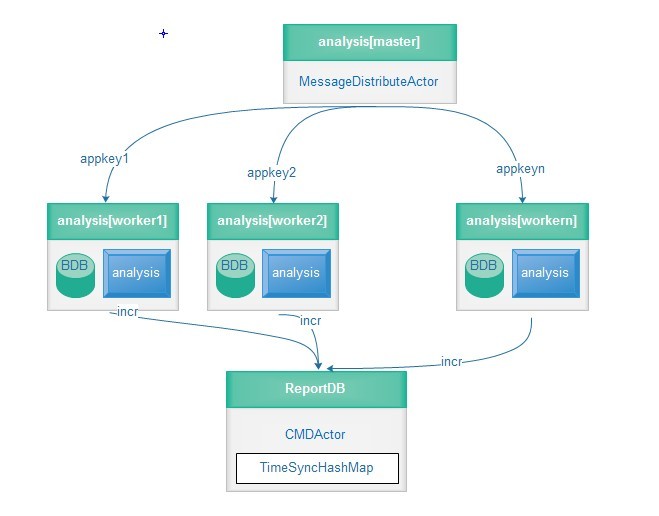 analysis[master]
MessageDistributeActor
appkey1
appkey2
appkeyn
analysis[worker1]
analysis[worker2]
analysis[workern]
BDB
analysis
BDB
analysis
BDB
analysis
incr
incr
incr
ReportDB
CMDActor
TimeSyncHashMap